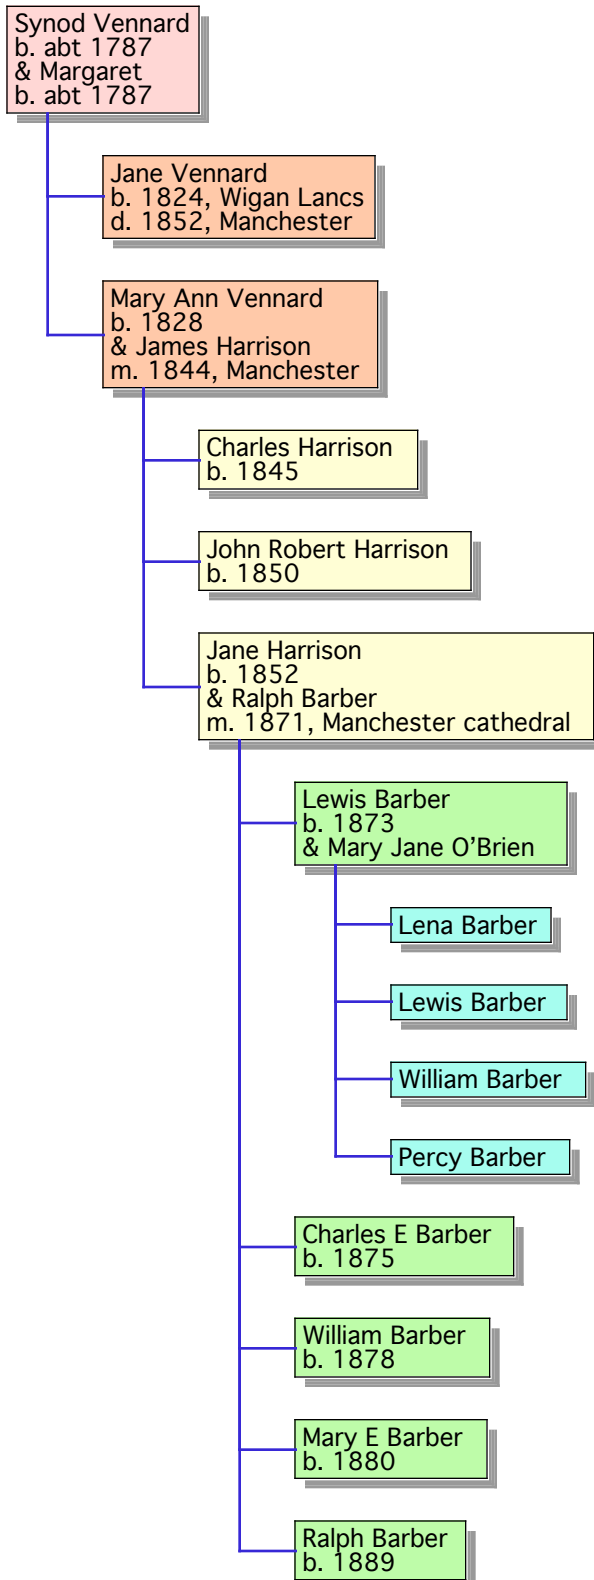 Synod Vennard
b. abt 1787
& Margaret
b. abt 1787
Jane Vennard
b. 1824, Wigan Lancs
d. 1852, Manchester
Mary Ann Vennard
b. 1828
& James Harrison
m. 1844, Manchester
Charles Harrison
b. 1845
John Robert Harrison
b. 1850
Jane Harrison
b. 1852
& Ralph Barber
m. 1871, Manchester cathedral
Lewis Barber
b. 1873
& Mary Jane O’Brien
Lena Barber
Lewis Barber
William Barber
Percy Barber
Charles E Barber
b. 1875
William Barber
b. 1878
Mary E Barber
b. 1880
Ralph Barber
b. 1889